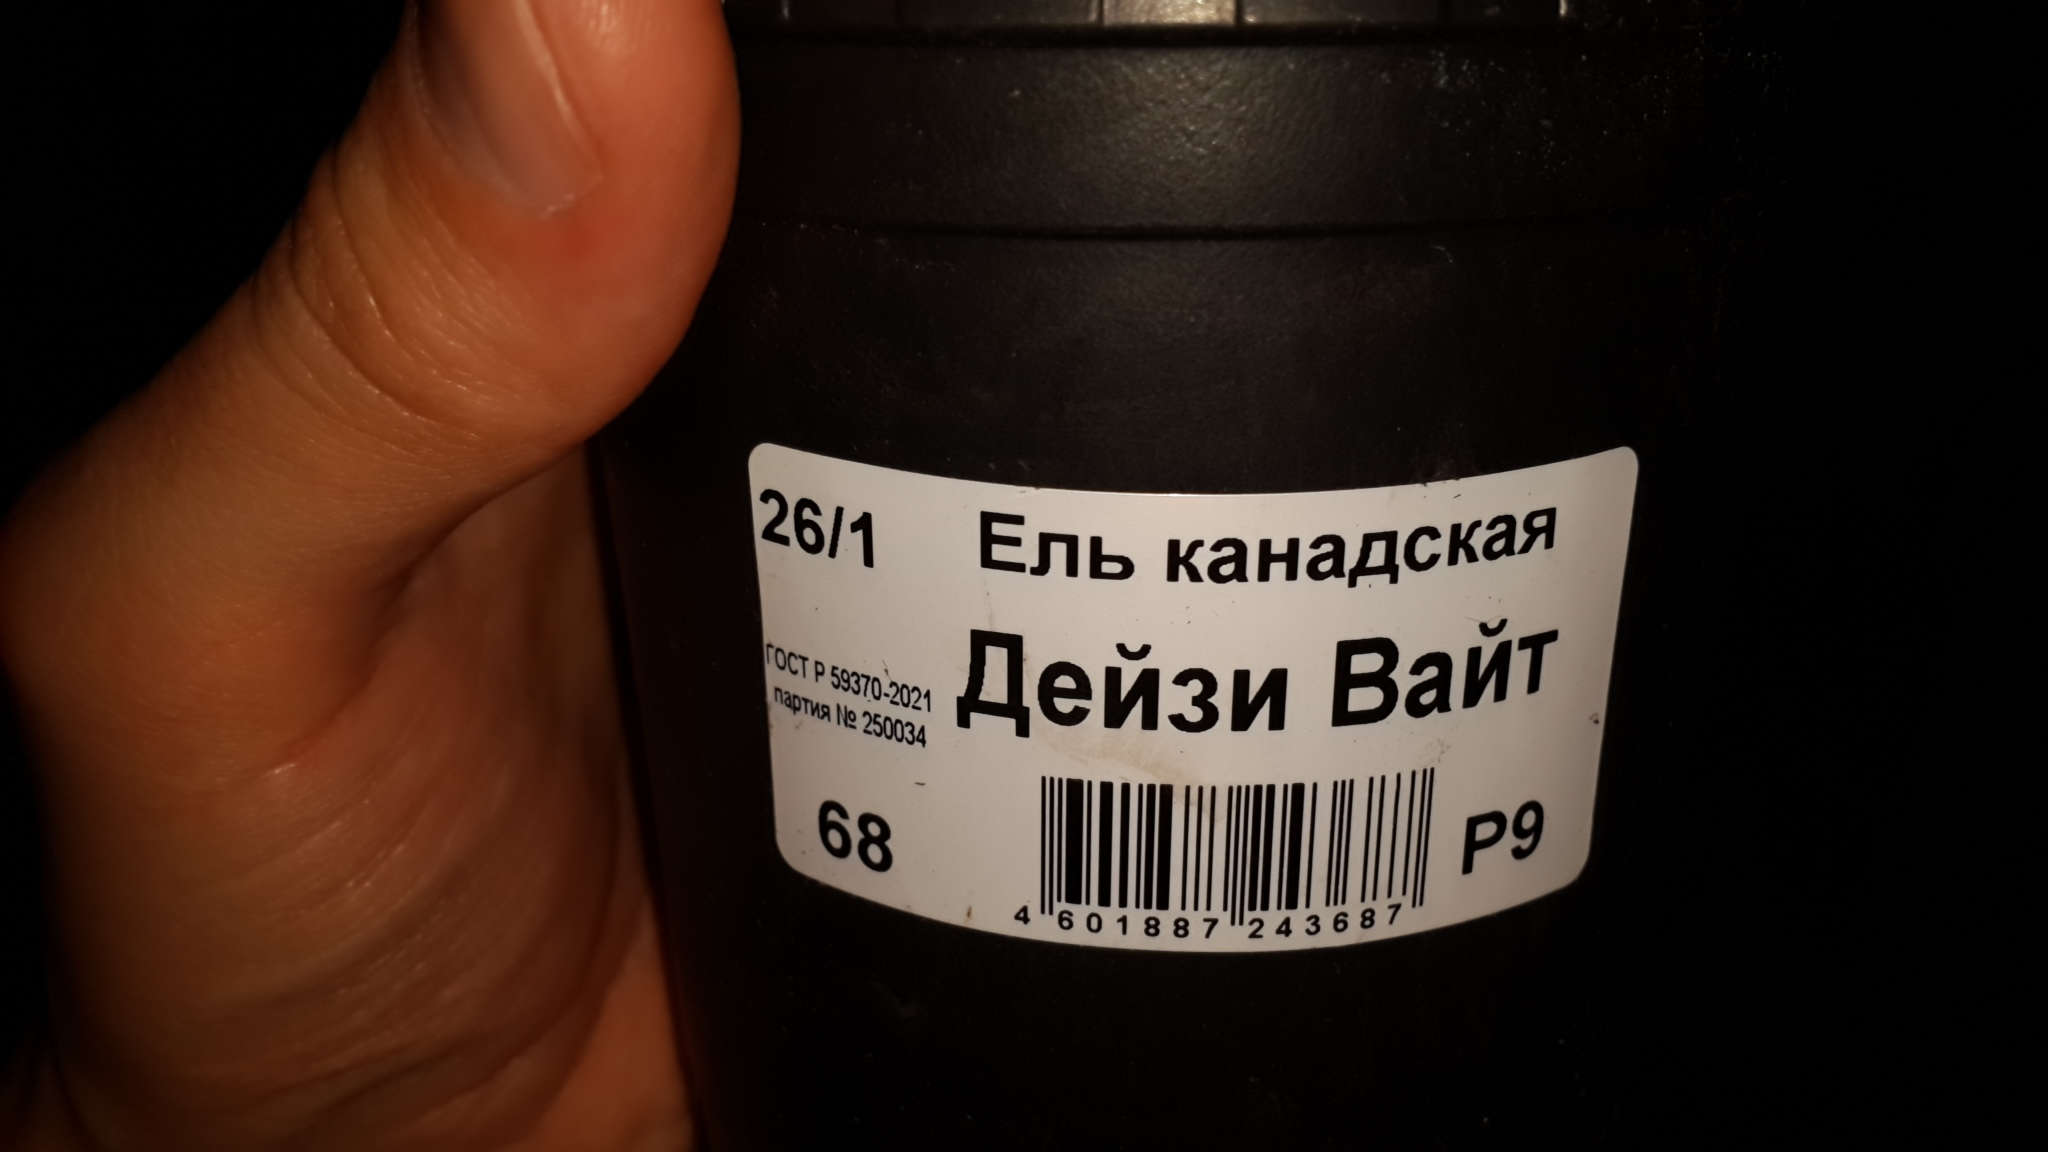 26/1 Ель канадская
Дейзи Вайт
ГОСТ Р 59370-2021
партия № 250034
68
P9
4 601887 243687